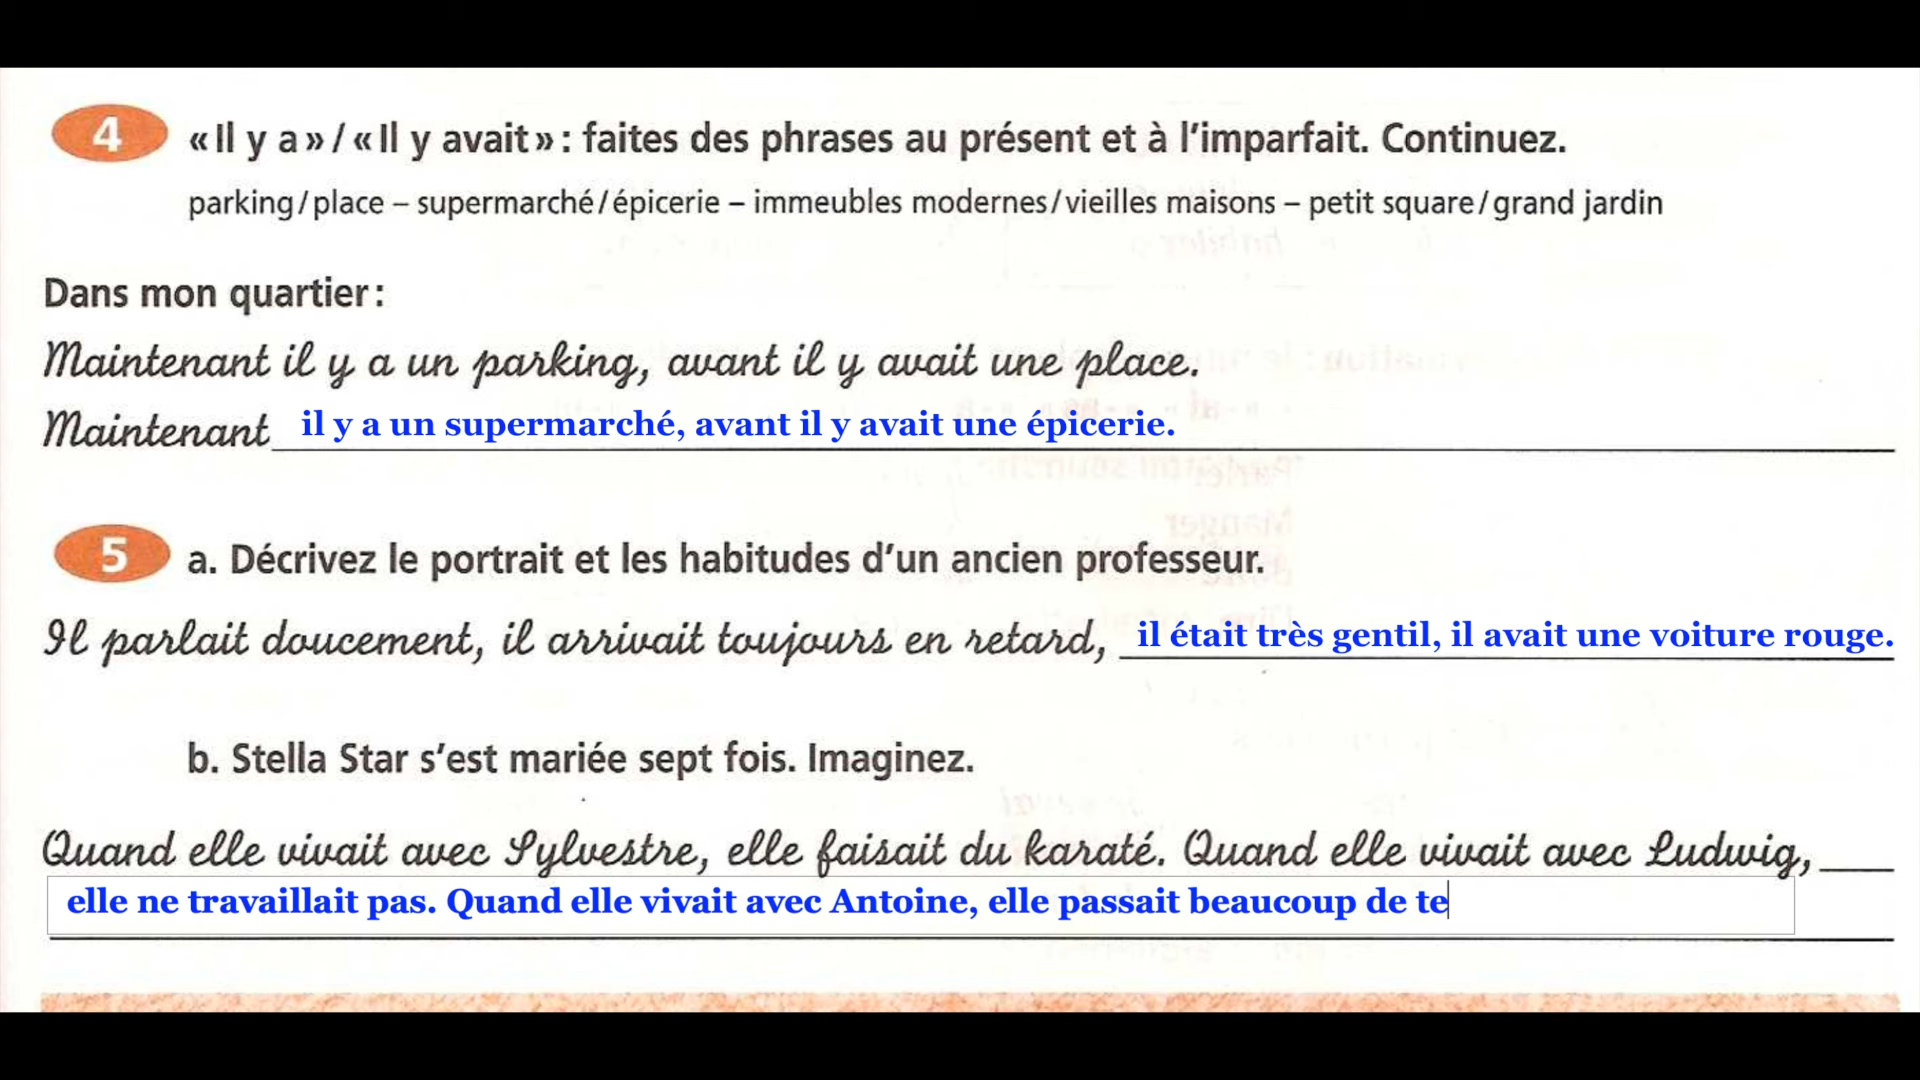 4 «Il y a» / «Il y avait» : faites des phrases au présent et à l'imparfait. Continuez.
parking/place – supermarché/épicerie – immeubles modernes/vieilles maisons – petit square/grand jardin
Dans mon quartier :
Maintenant il y a un parking, avant il y avait une place.
Maintenant il y a un supermarché, avant il y avait une épicerie.
5 a. Décrivez le portrait et les habitudes d'un ancien professeur.
Il parlait doucement, il arrivait toujours en retard, il était très gentil, il avait une voiture rouge.
b. Stella Star s'est mariée sept fois. Imaginez.
Quand elle vivait avec Sylvestre, elle faisait du karaté. Quand elle vivait avec Ludwig,
elle ne travaillait pas. Quand elle vivait avec Antoine, elle passait beaucoup de te